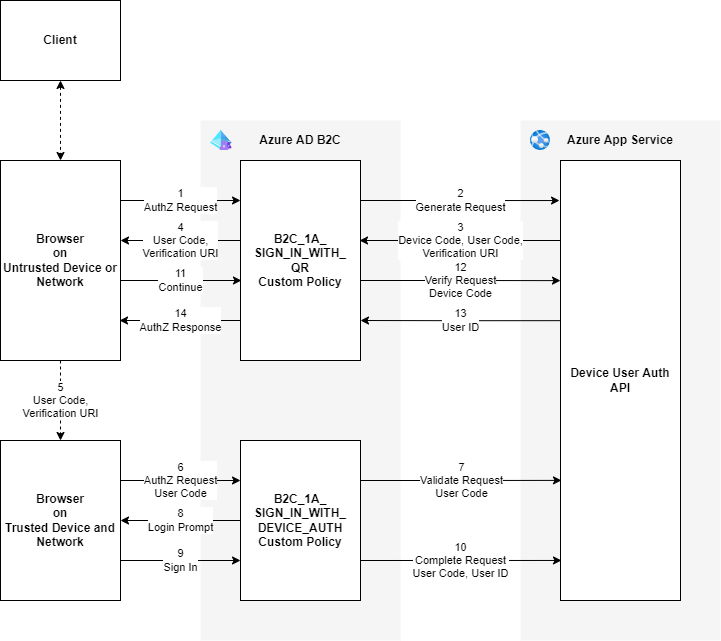 Client
Azure AD B2C
Azure App Service
Browser
on
Untrusted Device or
Network
1
AuthZ Request
4
User Code,
Verification URI
11
Continue
14
AuthZ Response
B2C_1A_
SIGN_IN_WITH_
QR
Custom Policy
2
Generate Request
3
Device Code, User Code,
Verification URI
12
Verify Request
Device Code
13
User ID
Device User Auth
API
5
User Code,
Verification URI
Browser
on
Trusted Device and
Network
6
AuthZ Request
User Code
8
Login Prompt
9
Sign In
B2C_1A_
SIGN_IN_WITH_
DEVICE_AUTH
Custom Policy
7
Validate Request
User Code
10
Complete Request
User Code, User ID